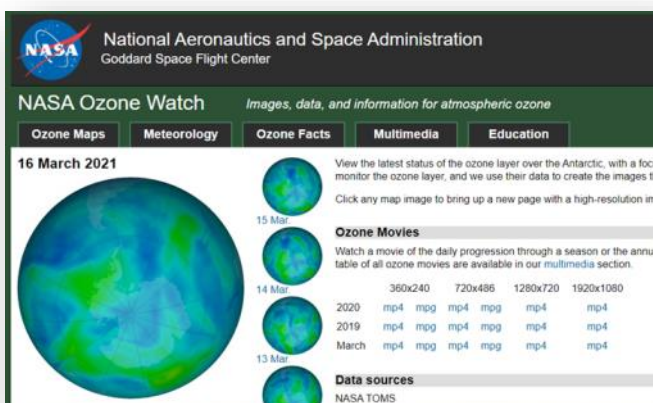 NASA
National Aeronautics and Space Administration
Goddard Space Flight Center
NASA Ozone Watch
Images, data, and information for atmospheric ozone
Ozone Maps Meteorology Ozone Facts Multimedia Education
16 March 2021
View the latest status of the ozone layer over the Antarctic, with a foc
monitor the ozone layer, and we use their data to create the images t
Click any map image to bring up a new page with a high-resolution im
15 Mar.
Ozone Movies
Watch a movie of the daily progression through a season or the annu
table of all ozone movies are available in our multimedia section.
14 Mar.
360x240 720x486 1280x720 1920x1080
2020 mp4 mpg mp4 mpg mp4 mp4
2019 mp4 mpg mp4 mpg mp4 mp4
March mp4 mpg mp4 mpg mp4 mp4
13 Mar.
Data sources
NASA TOMS